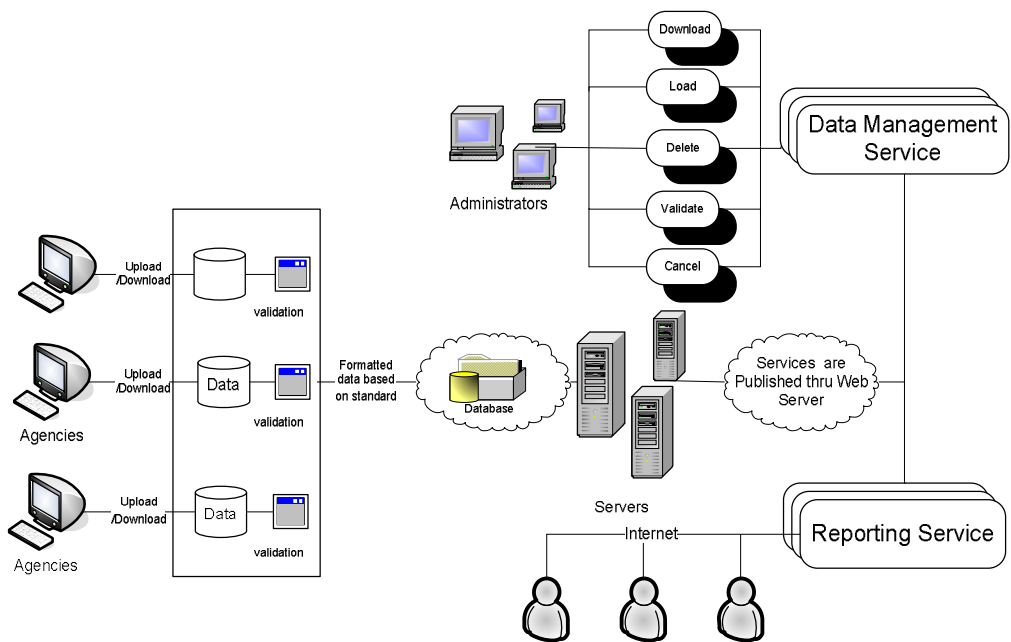 Download
Load
Delete
Validate
Cancel
Data Management
Service
Administrators
Upload
/Download
validation
Upload
/Download
Data
validation
Agencies
Upload
/Download
Data
validation
Agencies
Formatted
data based
on standard
Database
Servers
Services are
Published thru Web
Server
Internet
Reporting Service